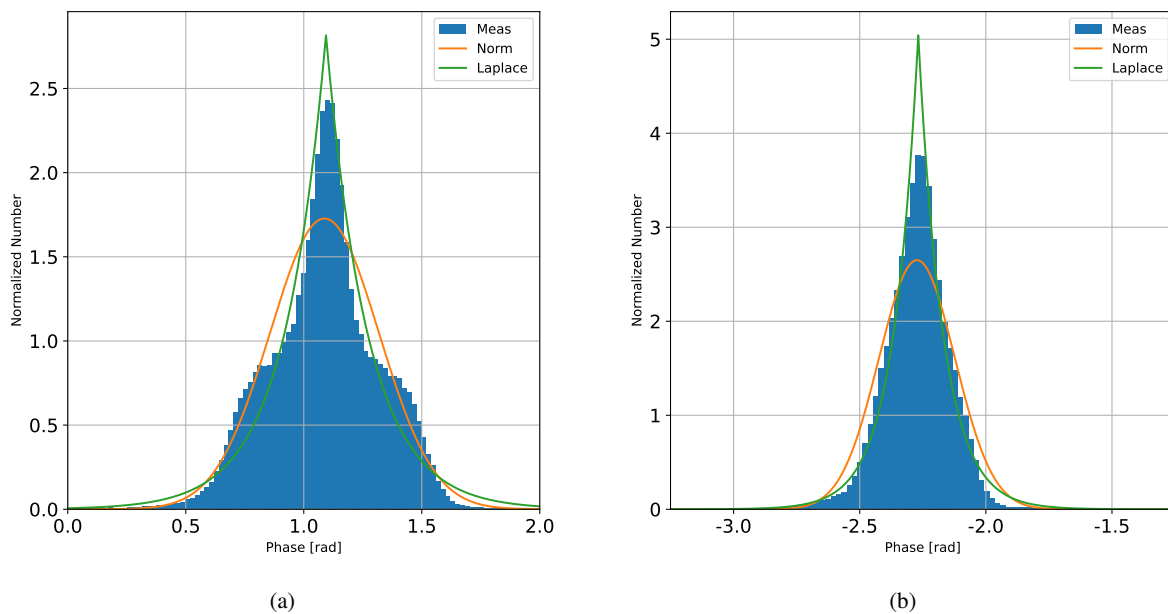 Meas
Norm
Laplace
Normalized Number
2.5
2.0
1.5
1.0
0.5
0.0
0.0 0.5 1.0 1.5 2.0
Phase [rad]
(a)
Meas
Norm
Laplace
Normalized Number
5
4
3
2
1
0
-3.0 -2.5 -2.0 -1.5
Phase [rad]
(b)